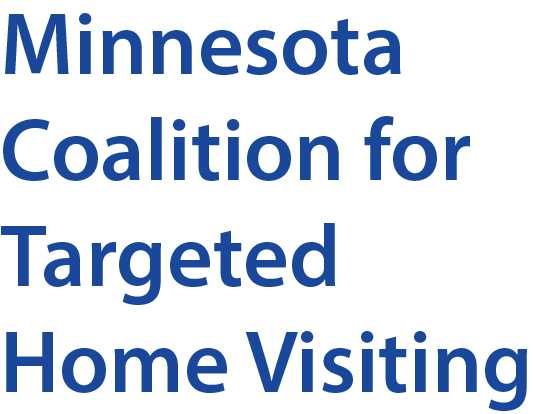 Minnesota
Coalition for
Targeted
Home Visiting